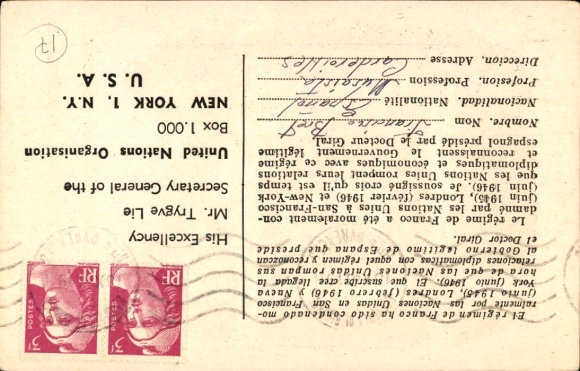 El régimen de Franco ha sido condenado mo-
ralmente por las Naciones Unidas en San Francisco
(junio 1945), Londres (febrero 1946) y Nueva
York (junio 1946). El que suscribe cree llegada la
hora de que las Naciones Unidas rompan sus
relaciones diplomáticas con aquel régimen y reconozcan
al Gobierno legítimo de España que preside
el Doctor Giral.
Le régime de Franco a été moralement con-
damné par les Nations Unies à San-Francisco
(juin 1945), Londres (février 1946) et New-York
(juin 1946). Je soussigné crois qu'il est temps
que les Nations Unies rompent leurs relations
diplomatiques et économiques avec ce régime
et reconnaissent le Gouvernement légitime
espagnol présidé par le Docteur Giral.
Nombre. Nom
Nacionalidad. Nationalité
Profesion. Profession
Direccion. Adresse
RF
POSTES
3F
RF
POSTES
3F
His Excellency
Mr. Trygve Lie
Secretary General of the
United Nations Organisation
Box 1.000
NEW YORK 1, N.Y.
U. S. A.
17